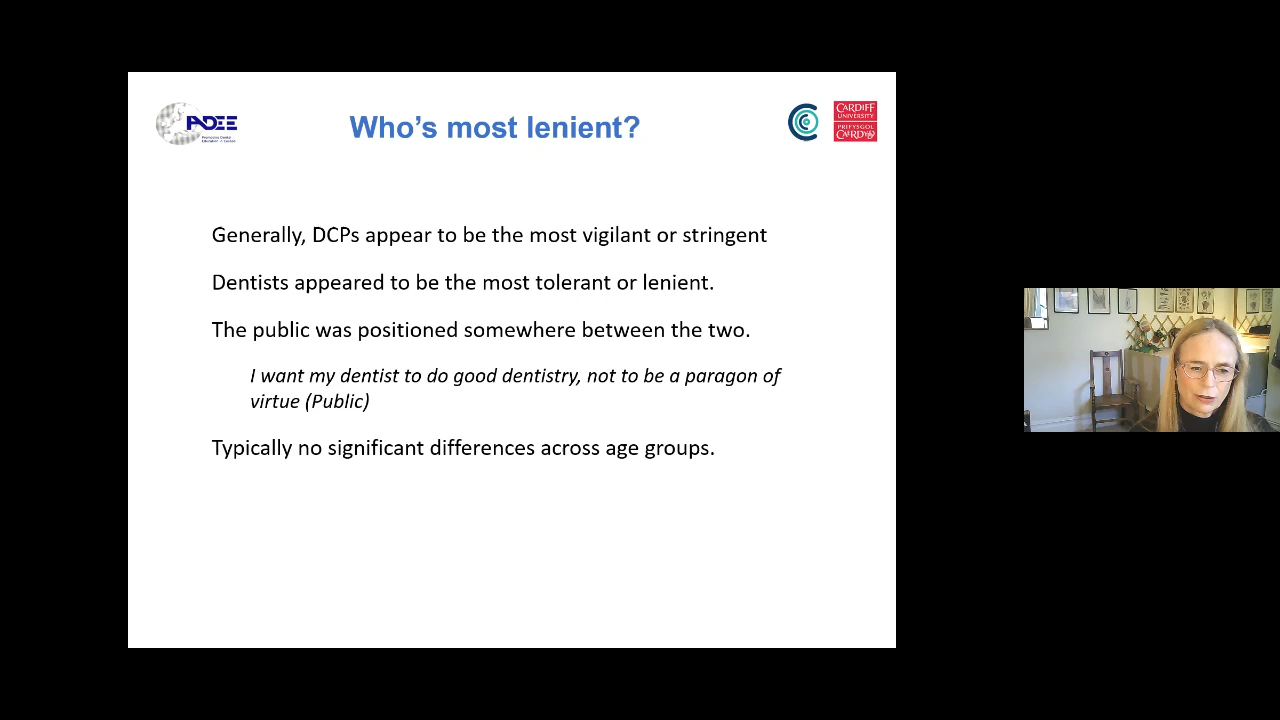 ADEE
Who's most lenient?
CARDIFF
UNIVERSITY
PRIFYSGOL
CAERDYDD
Generally, DCPs appear to be the most vigilant or stringent
Dentists appeared to be the most tolerant or lenient.
The public was positioned somewhere between the two.
I want my dentist to do good dentistry, not to be a paragon of
virtue (Public)
Typically no significant differences across age groups.